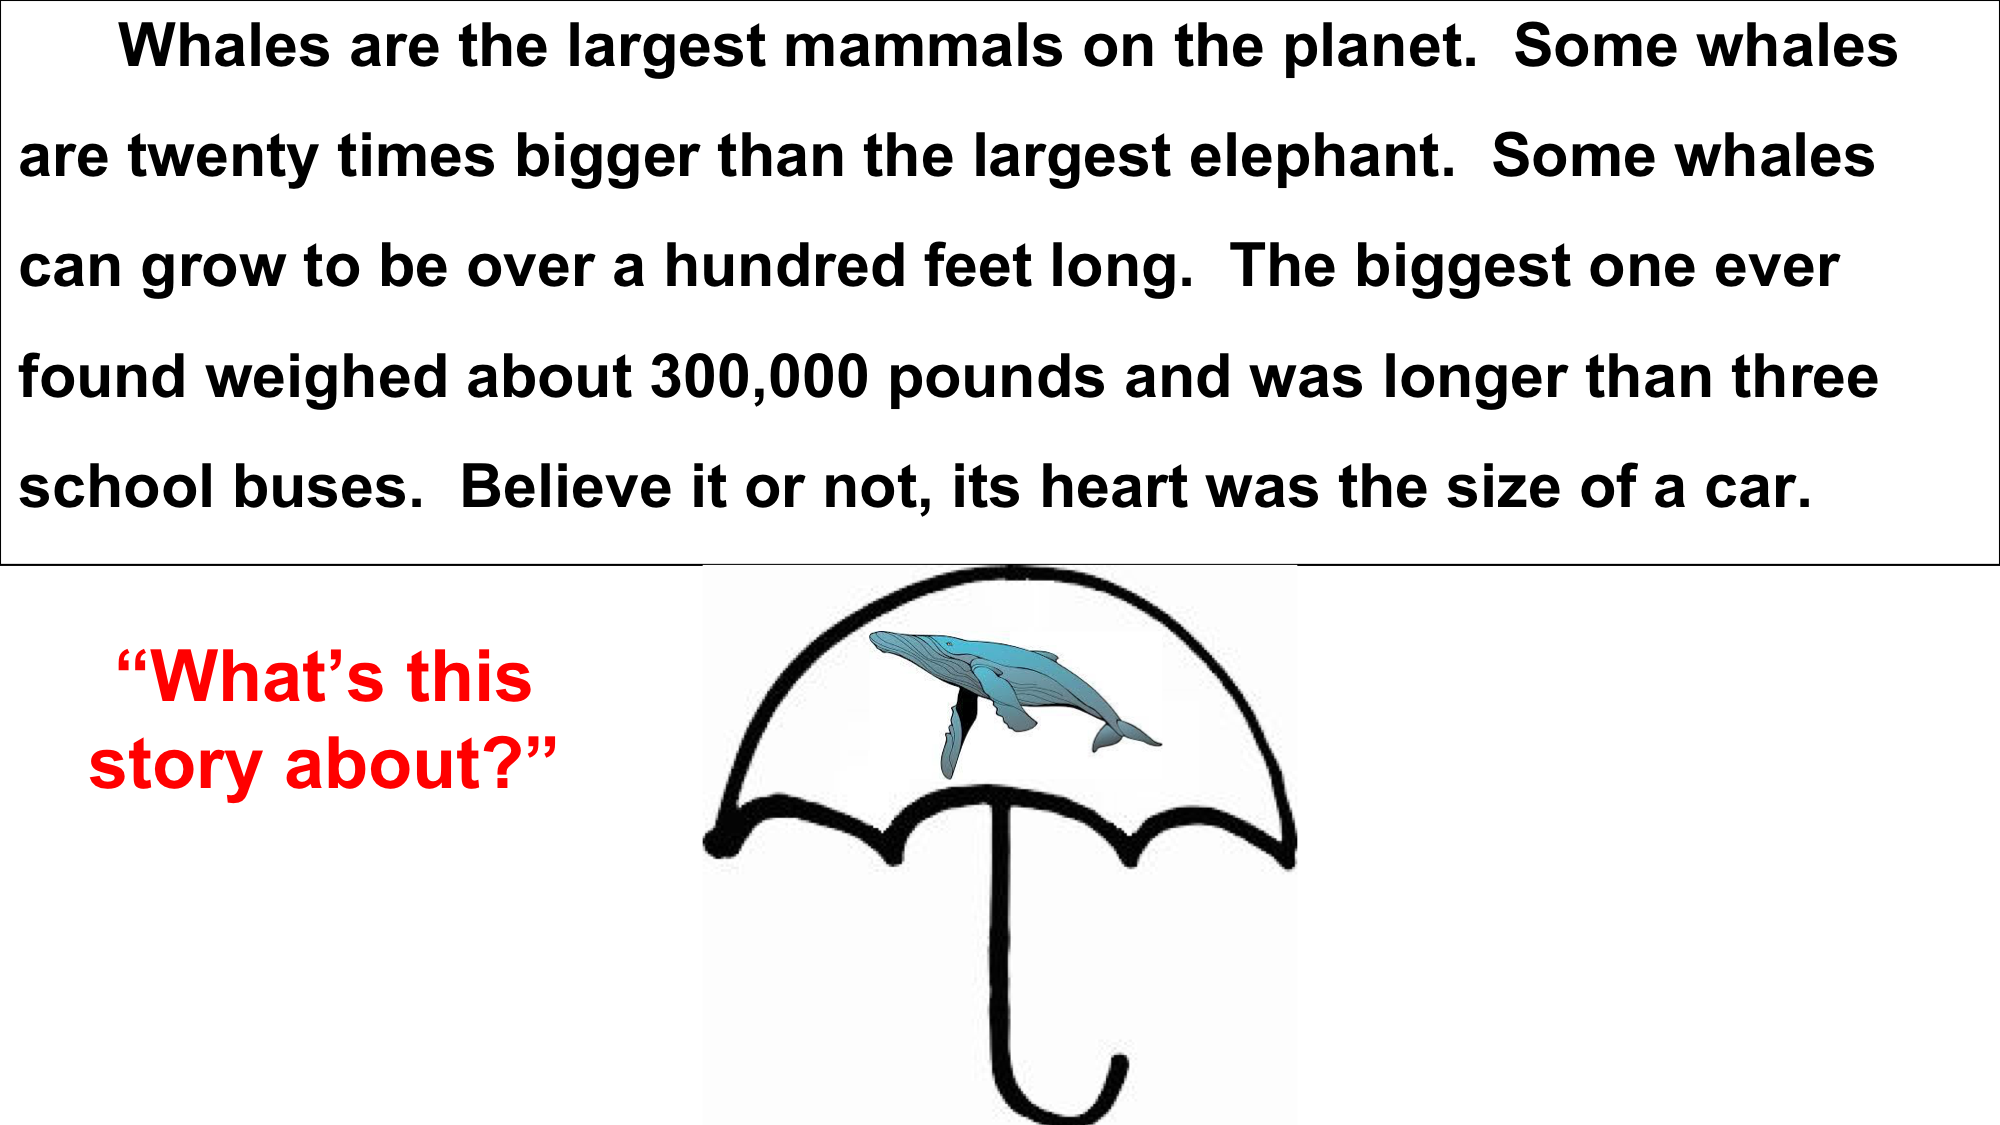 Whales are the largest mammals on the planet.  Some whales
are twenty times bigger than the largest elephant.  Some whales
can grow to be over a hundred feet long.  The biggest one ever
found weighed about 300,000 pounds and was longer than three
school buses.  Believe it or not, its heart was the size of a car.
“What’s this
story about?”